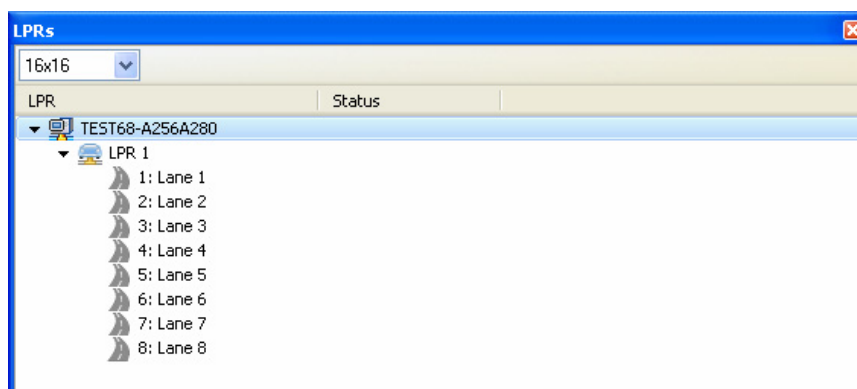 LPRs
16x16
LPR Status
TEST68-A256A280
LPR 1
1: Lane 1
2: Lane 2
3: Lane 3
4: Lane 4
5: Lane 5
6: Lane 6
7: Lane 7
8: Lane 8